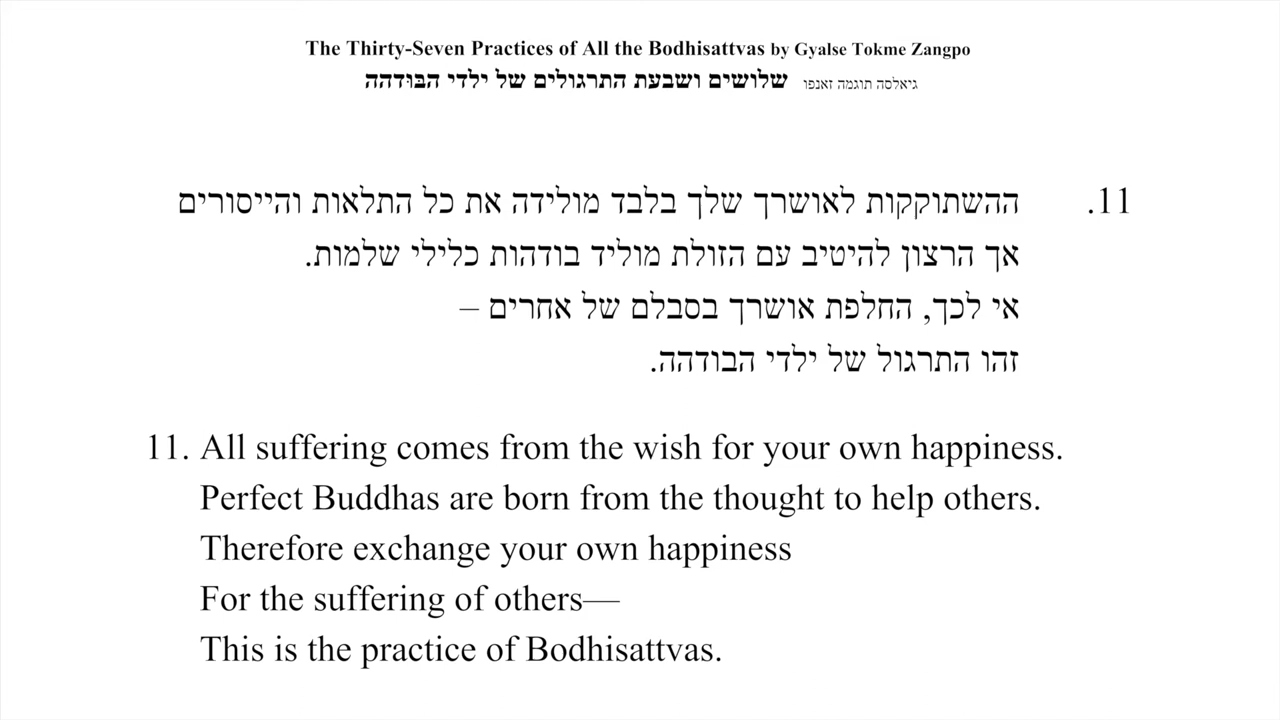 The Thirty-Seven Practices of All the Bodhisattvas by Gyalse Tokme Zangpo
שלושים ושבעת התרגולים של ילדי הבּוּדהה גיאלסה תוגמה זאנפו
11. ההשתוקקות לאושרך שלך בלבד מולידה את כל התלאות והייסורים
אך הרצון להיטיב עם הזולת מוליד בודהות כלילי שלמות.
אי לכך, החלפת אושרך בסבלם של אחרים –
זהו התרגול של ילדי הבודהה.
11. All suffering comes from the wish for your own happiness.
Perfect Buddhas are born from the thought to help others.
Therefore exchange your own happiness
For the suffering of others—
This is the practice of Bodhisattvas.